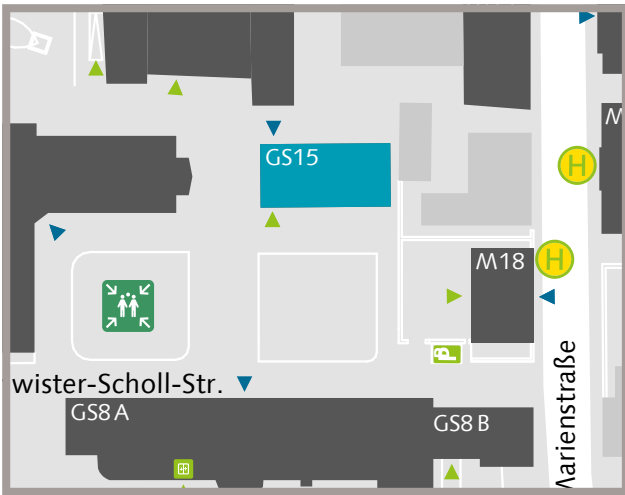 GS15
H
M18
H
wister-Scholl-Str.
GS8 A
GS8 B
P
Marienstraße
M